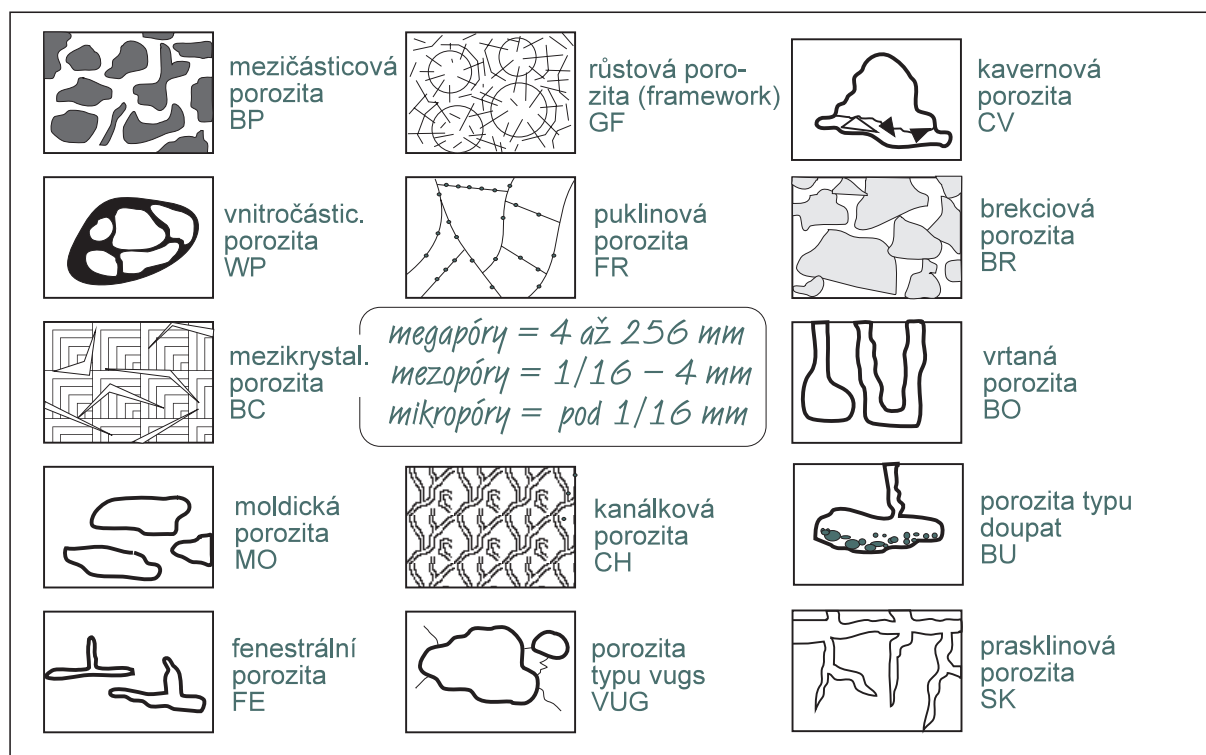 mezičásticová
porozita
BP
vnitročástic.
porozita
WP
mezikrystal.
porozita
BC
moldická
porozita
MO
fenestrální
porozita
FE
růstová poro-
zita (framework)
GF
puklinová
porozita
FR
megapóry = 4 až 256 mm
mezopóry = 1/16 – 4 mm
mikropóry = pod 1/16 mm
kanálková
porozita
CH
porozita
typu vugs
VUG
kavernová
porozita
CV
brekciová
porozita
BR
vrtaná
porozita
BO
porozita typu
doupat
BU
prasklinová
porozita
SK